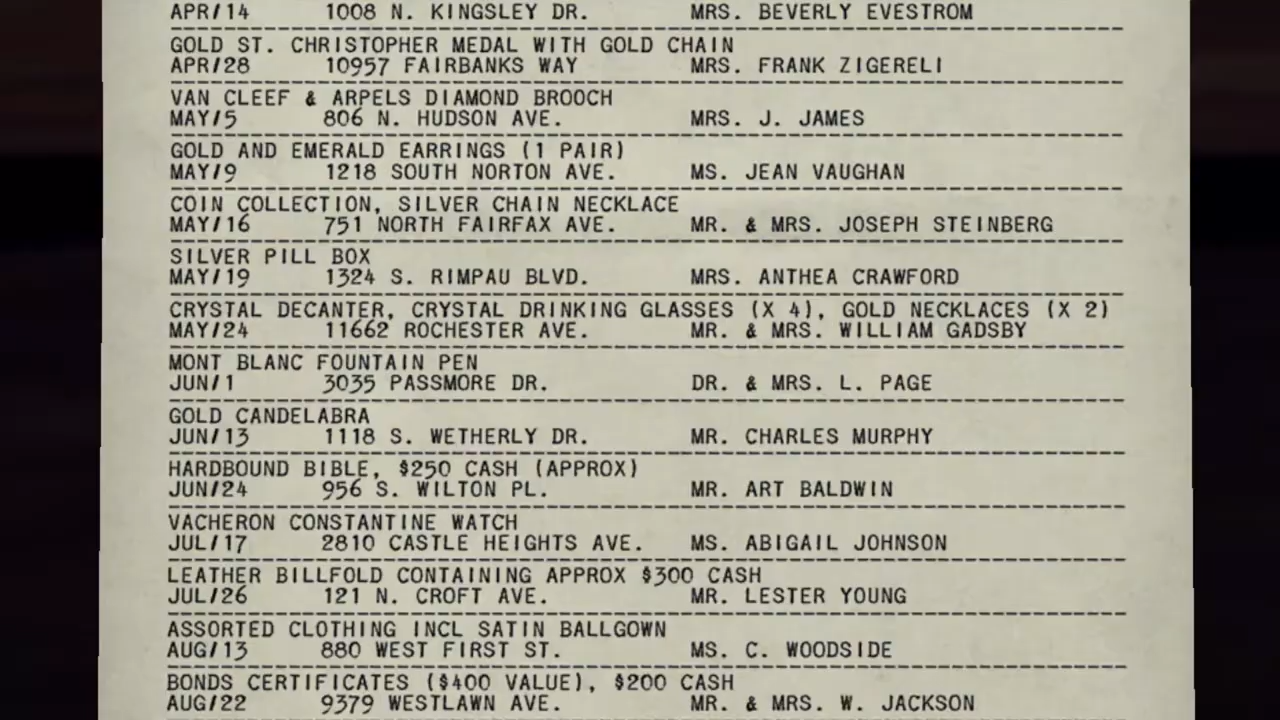 APR/14 1008 N. KINGSLEY DR. MRS. BEVERLY EVESTROM
GOLD ST. CHRISTOPHER MEDAL WITH GOLD CHAIN
APR/28 10957 FAIRBANKS WAY MRS. FRANK ZIGERELI
VAN CLEEF & ARPELS DIAMOND BROOCH
MAY/5 806 N. HUDSON AVE. MRS. J. JAMES
GOLD AND EMERALD EARRINGS (1 PAIR)
MAY/9 1218 SOUTH NORTON AVE. MS. JEAN VAUGHAN
COIN COLLECTION, SILVER CHAIN NECKLACE
MAY/16 751 NORTH FAIRFAX AVE. MR. & MRS. JOSEPH STEINBERG
SILVER PILL BOX
MAY/19 1324 S. RIMPAU BLVD. MRS. ANTHEA CRAWFORD
CRYSTAL DECANTER, CRYSTAL DRINKING GLASSES (X 4), GOLD NECKLACES (X 2)
MAY/24 11662 ROCHESTER AVE. MR. & MRS. WILLIAM GADSBY
MONT BLANC FOUNTAIN PEN
JUN/1 3035 PASSMORE DR. DR. & MRS. L. PAGE
GOLD CANDELABRA
JUN/13 1118 S. WETHERLY DR. MR. CHARLES MURPHY
HARDBOUND BIBLE, $250 CASH (APPROX)
JUN/24 956 S. WILTON PL. MR. ART BALDWIN
VACHERON CONSTANTINE WATCH
JUL/17 2810 CASTLE HEIGHTS AVE. MS. ABIGAIL JOHNSON
LEATHER BILLFOLD CONTAINING APPROX $300 CASH
JUL/26 121 N. CROFT AVE. MR. LESTER YOUNG
ASSORTED CLOTHING INCL SATIN BALLGOWN
AUG/13 880 WEST FIRST ST. MS. C. WOODSIDE
BONDS CERTIFICATES ($400 VALUE), $200 CASH
AUG/22 9379 WESTLAWN AVE. MR. & MRS. W. JACKSON